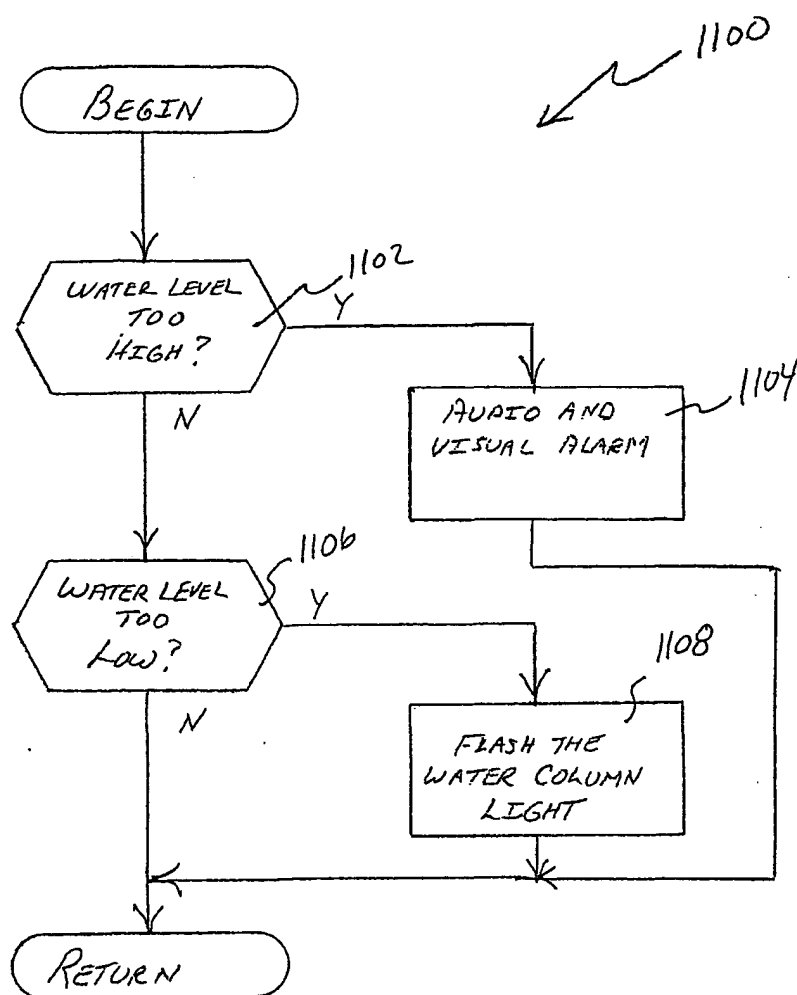 1100
BEGIN
WATER LEVEL
TOO
HIGH?
1102
Y
N
AUDIO AND
VISUAL ALARM
1104
WATER LEVEL
TOO
LOW?
1106
Y
N
FLASH THE
WATER COLUMN
LIGHT
1108
RETURN